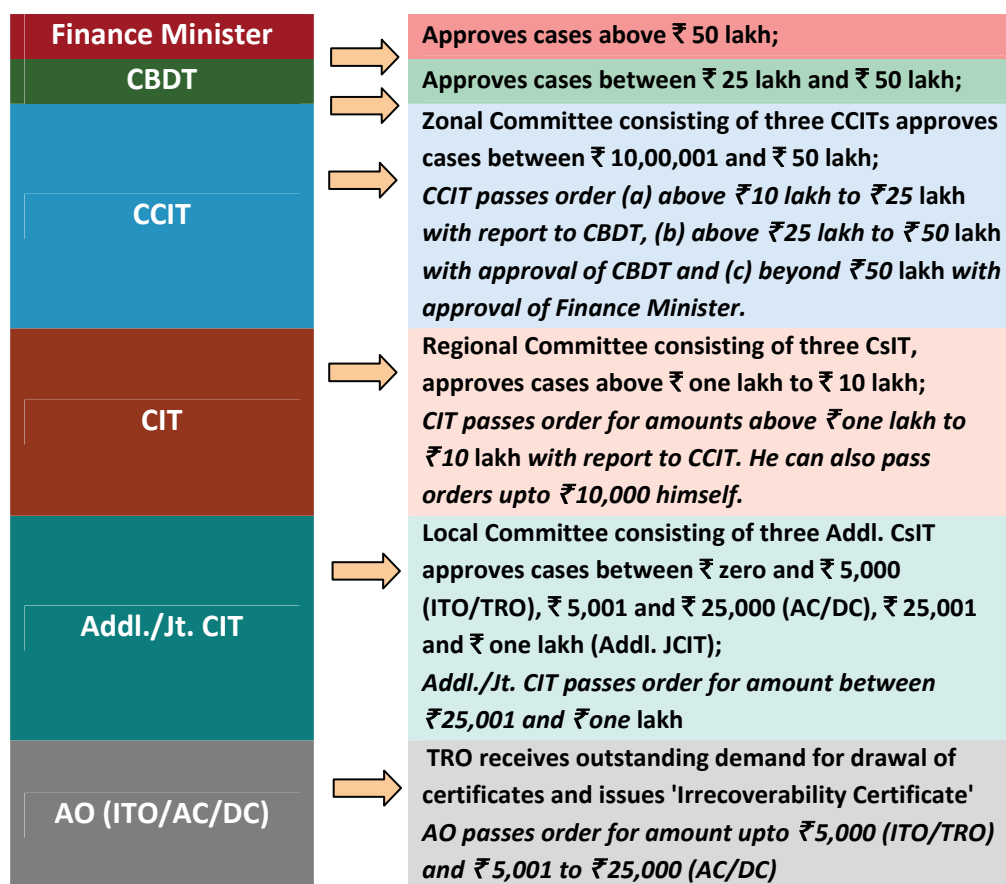 Finance Minister
Approves cases above ₹ 50 lakh;
CBDT
Approves cases between ₹ 25 lakh and ₹ 50 lakh;
CCIT
Zonal Committee consisting of three CCITs approves
cases between ₹ 10,00,001 and ₹ 50 lakh;
CCIT passes order (a) above ₹10 lakh to ₹25 lakh
with report to CBDT, (b) above ₹25 lakh to ₹50 lakh
with approval of CBDT and (c) beyond ₹50 lakh with
approval of Finance Minister.
CIT
Regional Committee consisting of three CsIT,
approves cases above ₹ one lakh to ₹ 10 lakh;
CIT passes order for amounts above ₹one lakh to
₹10 lakh with report to CCIT. He can also pass
orders upto ₹10,000 himself.
Addl./Jt. CIT
Local Committee consisting of three Addl. CsIT
approves cases between ₹ zero and ₹ 5,000
(ITO/TRO), ₹ 5,001 and ₹ 25,000 (AC/DC), ₹ 25,001
and ₹ one lakh (Addl. JCIT);
Addl./Jt. CIT passes order for amount between
₹25,001 and ₹one lakh
AO (ITO/AC/DC)
TRO receives outstanding demand for drawal of
certificates and issues 'Irrecoverability Certificate'
AO passes order for amount upto ₹5,000 (ITO/TRO)
and ₹5,001 to ₹25,000 (AC/DC)